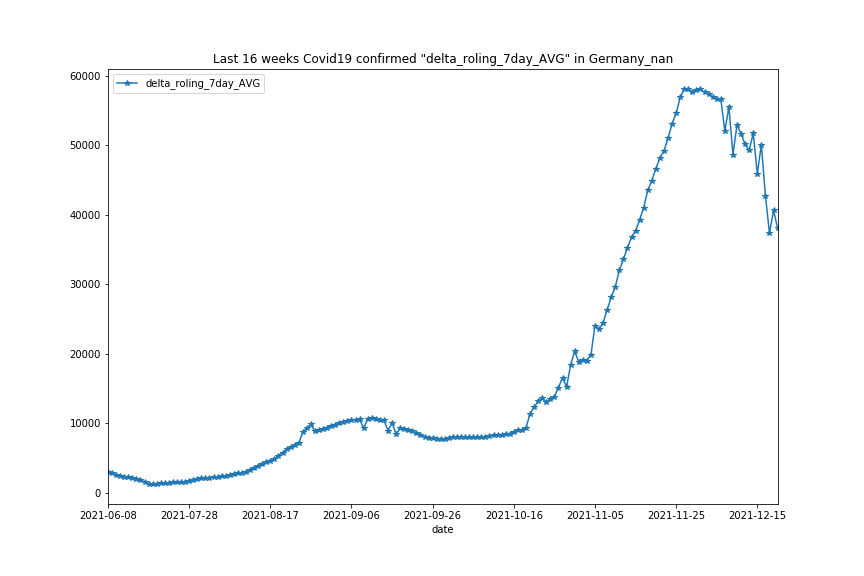 Last 16 weeks Covid19 confirmed "delta_roling_7day_AVG" in Germany_nan
delta_roling_7day_AVG
60000
50000
40000
30000
20000
10000
0
2021-06-08 2021-07-28 2021-08-17 2021-09-06 2021-09-26 2021-10-16 2021-11-05 2021-11-25 2021-12-15
date